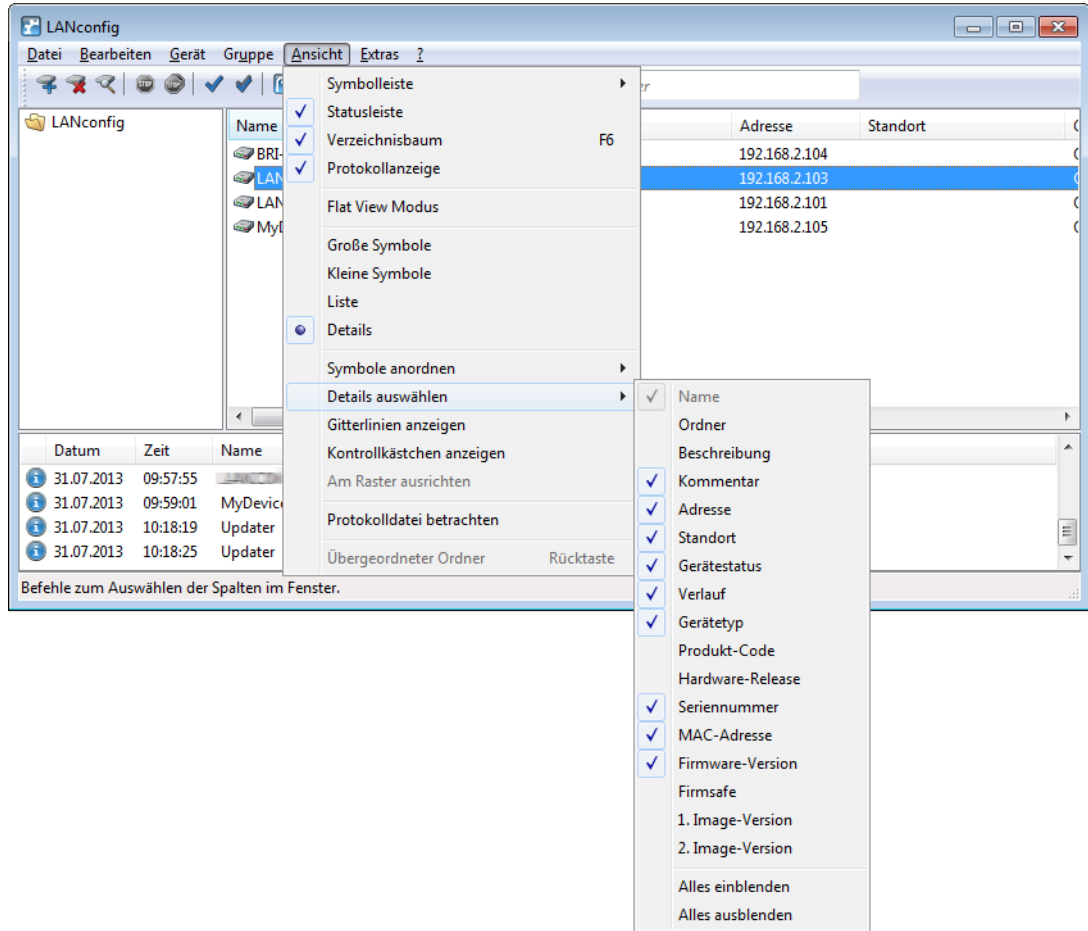 LANconfig
Datei Bearbeiten Gerät Gruppe Ansicht Extras ?
LANconfig
Name Adresse Standort
BRI- 192.168.2.104
LAN 192.168.2.103
LAN 192.168.2.101
MyD 192.168.2.105
Symbolleiste
Statusleiste
Verzeichnisbaum F6
Protokollanzeige
Flat View Modus
Große Symbole
Kleine Symbole
Liste
Details
Symbole anordnen
Details auswählen
Gitterlinien anzeigen
Kontrollkästchen anzeigen
Am Raster ausrichten
Protokolldatei betrachten
Übergeordneter Ordner Rücktaste
Name
Ordner
Beschreibung
Kommentar
Adresse
Standort
Gerätestatus
Verlauf
Gerätetyp
Produkt-Code
Hardware-Release
Seriennummer
MAC-Adresse
Firmware-Version
Firmsafe
1. Image-Version
2. Image-Version
Alles einblenden
Alles ausblenden
Datum Zeit Name
31.07.2013 09:57:55
31.07.2013 09:59:01 MyDevice
31.07.2013 10:18:19 Updater
31.07.2013 10:18:25 Updater
Befehle zum Auswählen der Spalten im Fenster.